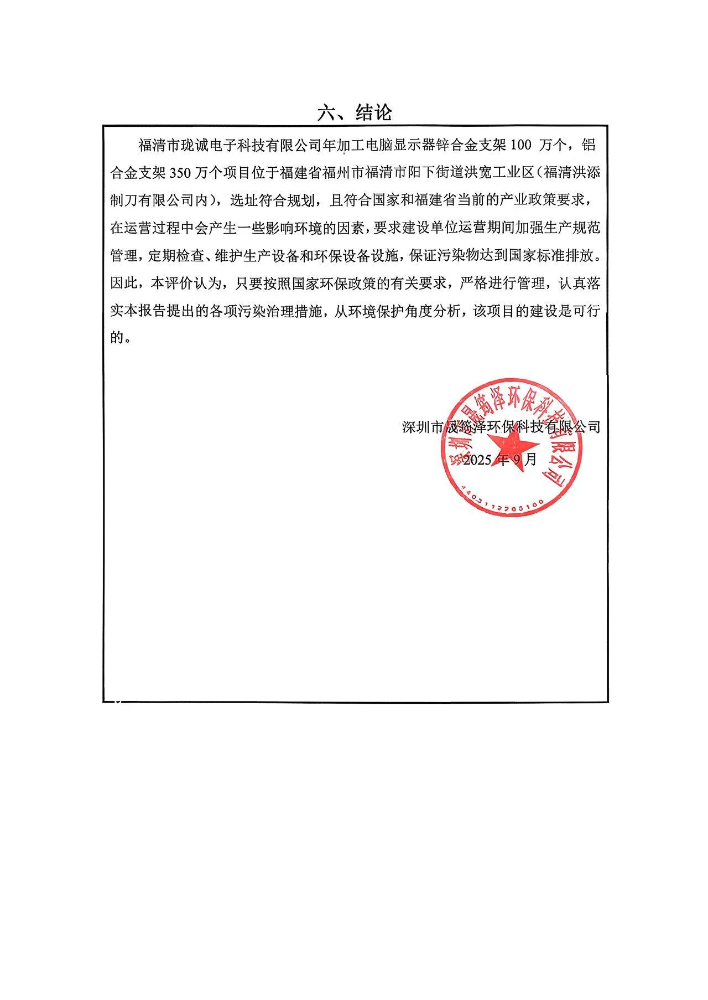 六、结论
福清市珑诚电子科技有限公司年加工电脑显示器锌合金支架 100 万个，铝
合金支架 350 万个项目位于福建省福州市福清市阳下街道洪宽工业区（福清洪添
制刀有限公司内），选址符合规划，且符合国家和福建省当前的产业政策要求，
在运营过程中会产生一些影响环境的因素，要求建设单位运营期间加强生产规范
管理，定期检查、维护生产设备和环保设备设施，保证污染物达到国家标准排放。
因此，本评价认为，只要按照国家环保政策的有关要求，严格进行管理，认真落
实本报告提出的各项污染治理措施，从环境保护角度分析，该项目的建设是可行
的。
深圳市晟筠泽环保科技有限公司
2025 年 9 月
深圳市晟筠泽环保科技有限公司